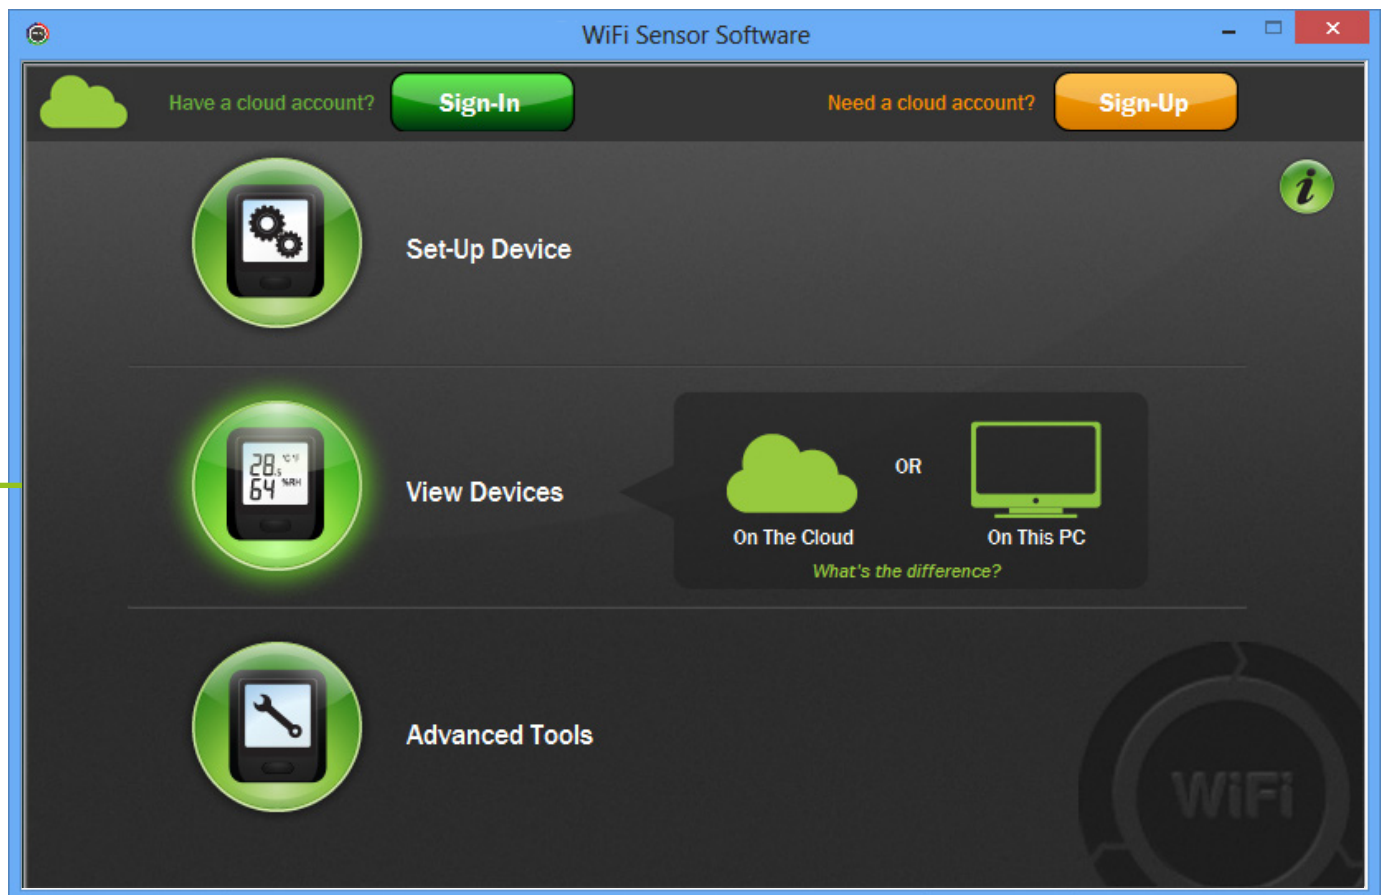 WiFi Sensor Software
Have a cloud account?
Sign-In
Need a cloud account?
Sign-Up
i
Set-Up Device
28.5 °C °F
64 %RH
View Devices
OR
On The Cloud
On This PC
What's the difference?
Advanced Tools
WiFi